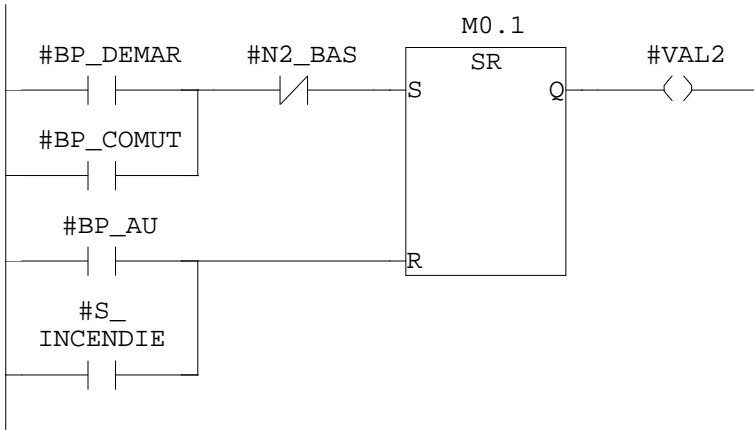 M0.1
#BP_DEMAR #N2_BAS SR #VAL2
S Q
#BP_COMUT
#BP_AU
R
#S_
INCENDIE